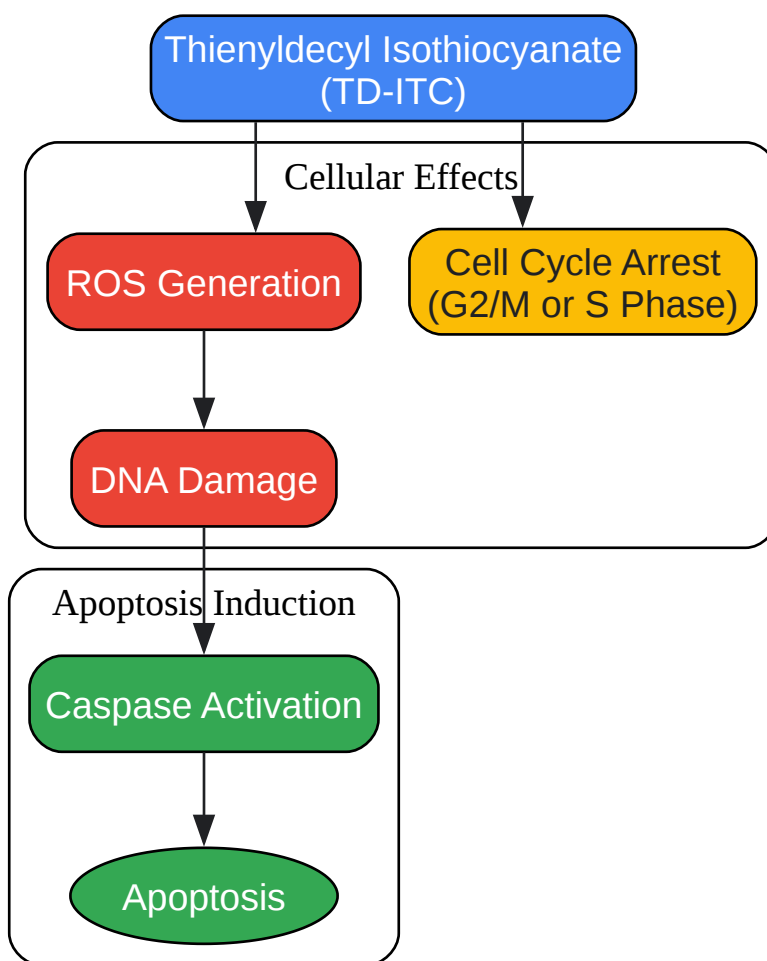 Thienyldecyl Isothiocyanate
(TD-ITC)
Cellular Effects
ROS Generation
Cell Cycle Arrest
(G2/M or S Phase)
DNA Damage
Apoptosis Induction
Caspase Activation
Apoptosis